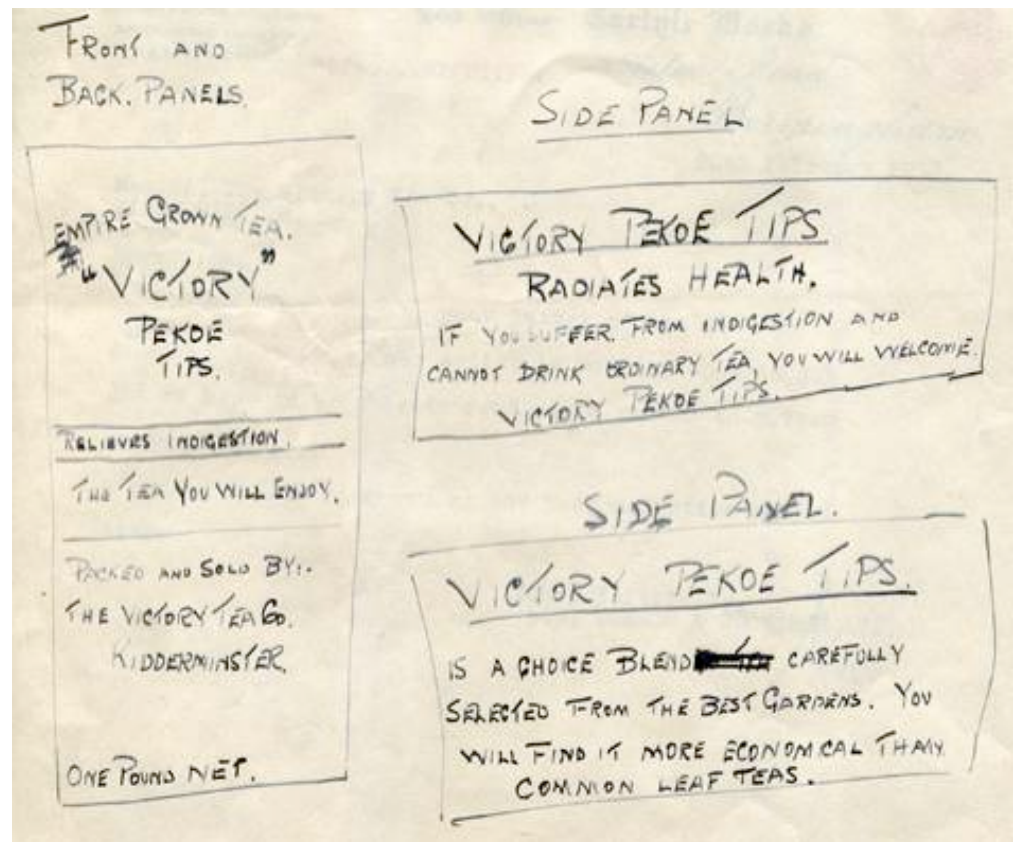 FRONT AND
BACK. PANELS.
EMPIRE GROWN TEA.
"VICTORY"
PEKOE
TIPS.
RELIEVES INDIGESTION.
THE TEA YOU WILL ENJOY.
PACKED AND SOLD BY:.
THE VICTORY TEA Co.
KIDDERMINSTER.
ONE POUND NET.
SIDE PANEL
VICTORY PEKOE TIPS
RADIATES HEALTH.
IF YOU SUFFER FROM INDIGESTION AND
CANNOT DRINK ORDINARY TEA, YOU WILL WELCOME
VICTORY PEKOE TIPS.
SIDE PANEL.
VICTORY PEKOE TIPS.
IS A CHOICE BLEND CAREFULLY
SELECTED FROM THE BEST GARDENS. YOU
WILL FIND IT MORE ECONOMICAL THAN
COMMON LEAF TEAS.